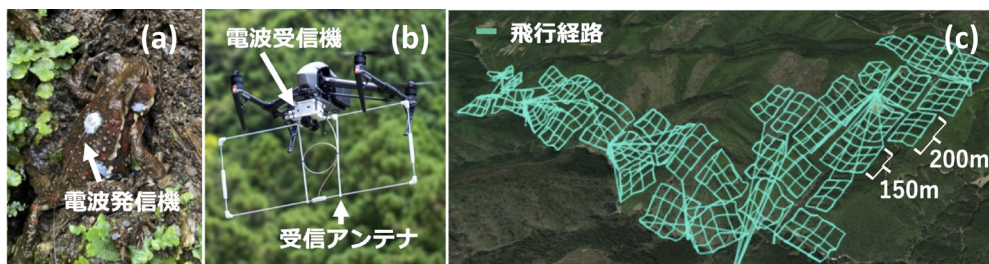 (a)
電波発信機
電波受信機
(b)
受信アンテナ
飛行経路
(c)
200m
150m